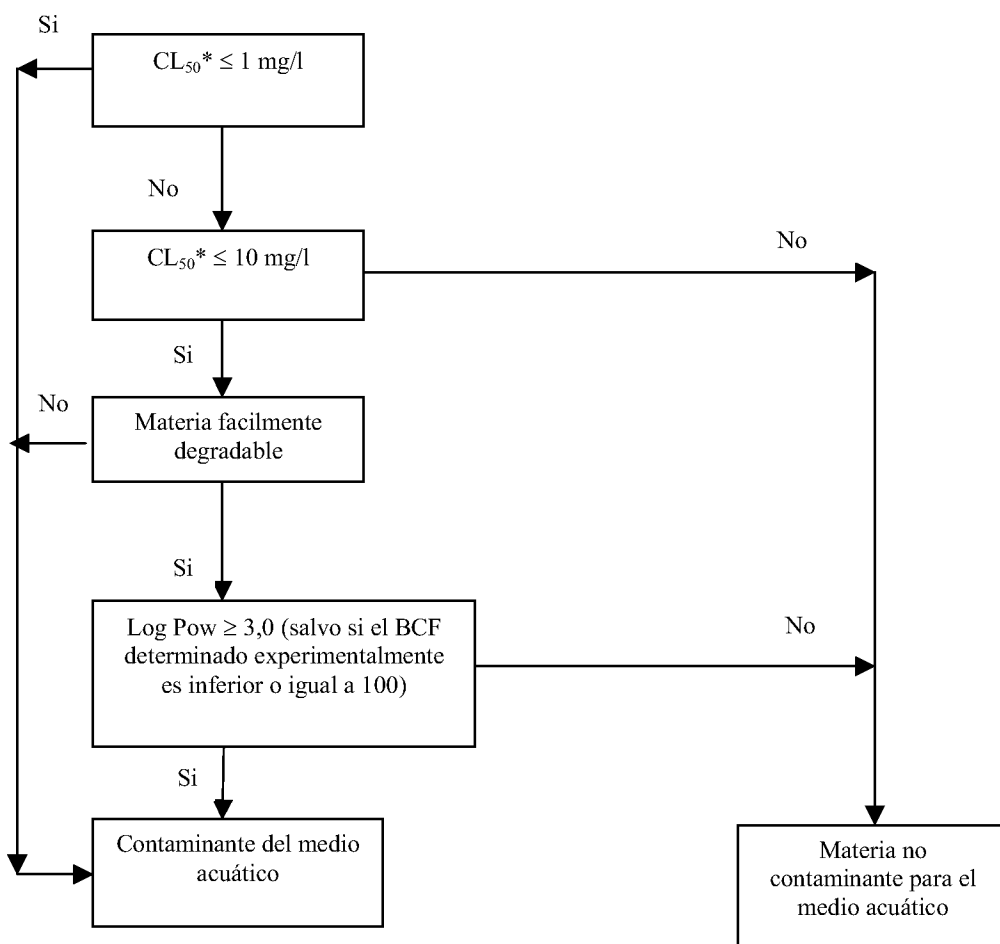 Si
CL50* ≤ 1 mg/l
No
CL50* ≤ 10 mg/l
No
Si
No
Materia facilmente
degradable
Si
Log Pow ≥ 3,0 (salvo si el BCF
determinado experimentalmente
es inferior o igual a 100)
No
Si
Contaminante del medio
acuático
Materia no
contaminante para el
medio acuático